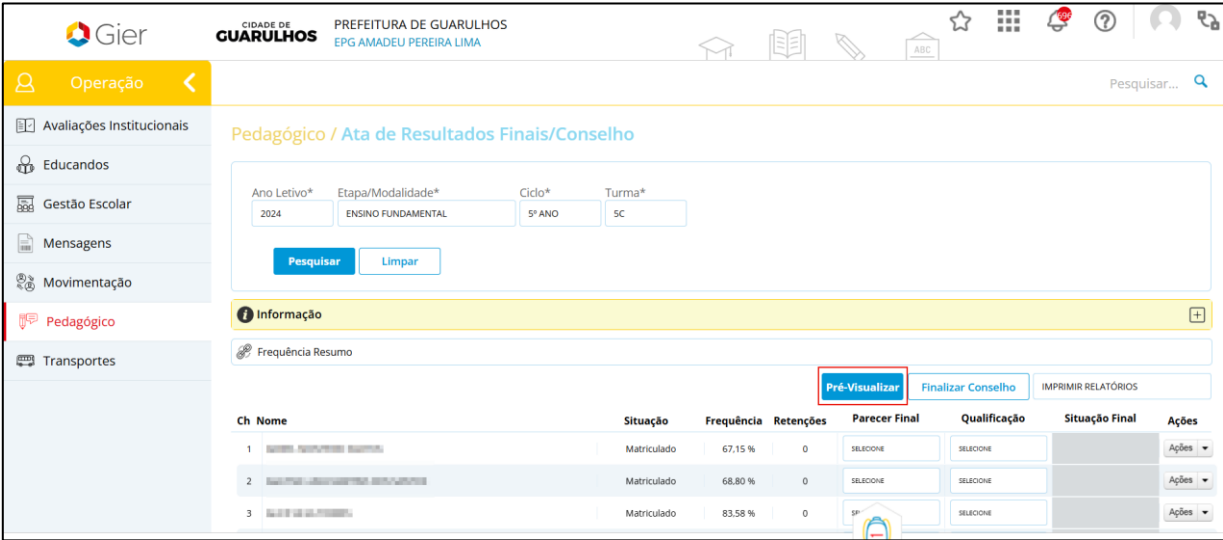 Gier
CIDADE DE
GUARULHOS
PREFEITURA DE GUARULHOS
EPG AMADEU PEREIRA LIMA
ABC
696
?
Operação
Pesquisar...
Avaliações Institucionais
Educandos
Gestão Escolar
Mensagens
Movimentação
Pedagógico
Transportes
Pedagógico / Ata de Resultados Finais/Conselho
Ano Letivo* Etapa/Modalidade* Ciclo* Turma*
2024 ENSINO FUNDAMENTAL 5º ANO 5C
Pesquisar Limpar
Informação
Frequência Resumo
Pré-Visualizar Finalizar Conselho IMPRIMIR RELATÓRIOS
Ch Nome Situação Frequência Retenções Parecer Final Qualificação Situação Final Ações
1 Matriculado 67,15 % 0 SELECIONE SELECIONE Ações
2 Matriculado 68,80 % 0 SELECIONE SELECIONE Ações
3 Matriculado 83,58 % 0 SELECIONE Ações